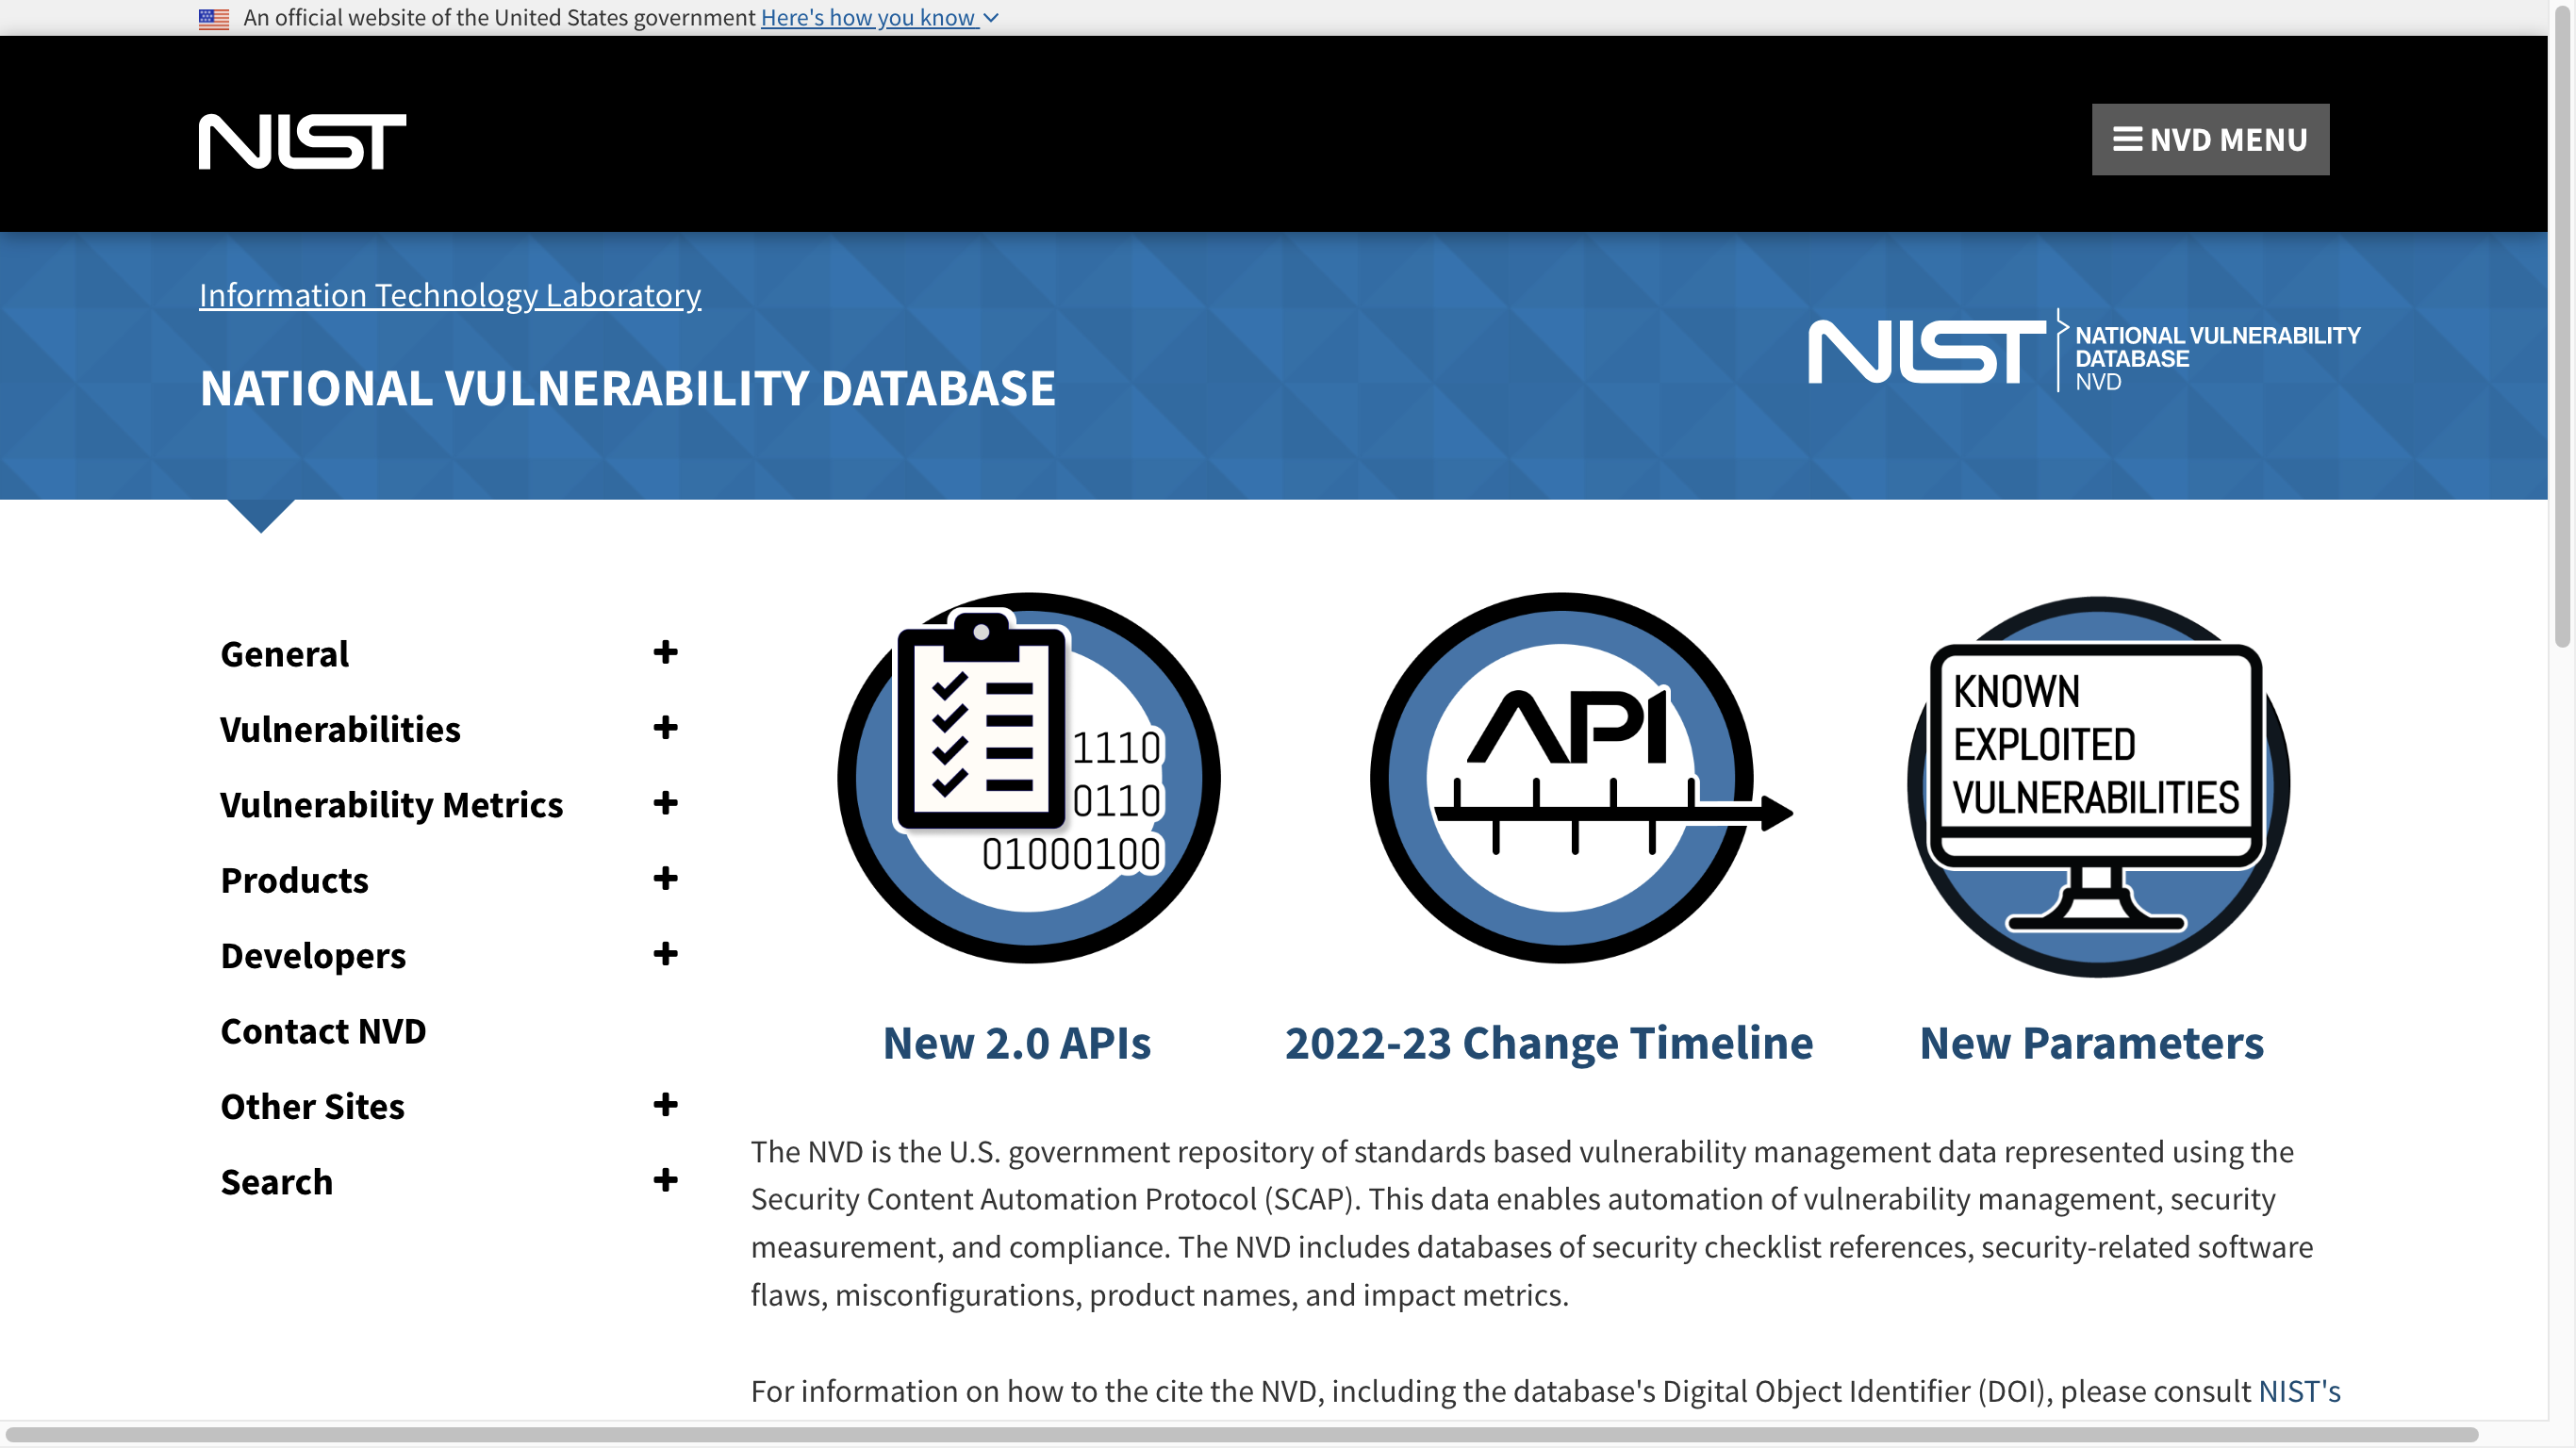 An official website of the United States government Here's how you know
NIST
NVD MENU
Information Technology Laboratory
NATIONAL VULNERABILITY DATABASE
NIST
NATIONAL VULNERABILITY
DATABASE
NVD
General
Vulnerabilities
Vulnerability Metrics
Products
Developers
Contact NVD
Other Sites
Search
1110
0110
01000100
New 2.0 APIs
API
2022-23 Change Timeline
KNOWN
EXPLOITED
VULNERABILITIES
New Parameters
The NVD is the U.S. government repository of standards based vulnerability management data represented using the
Security Content Automation Protocol (SCAP). This data enables automation of vulnerability management, security
measurement, and compliance. The NVD includes databases of security checklist references, security-related software
flaws, misconfigurations, product names, and impact metrics.
For information on how to the cite the NVD, including the database's Digital Object Identifier (DOI), please consult NIST's